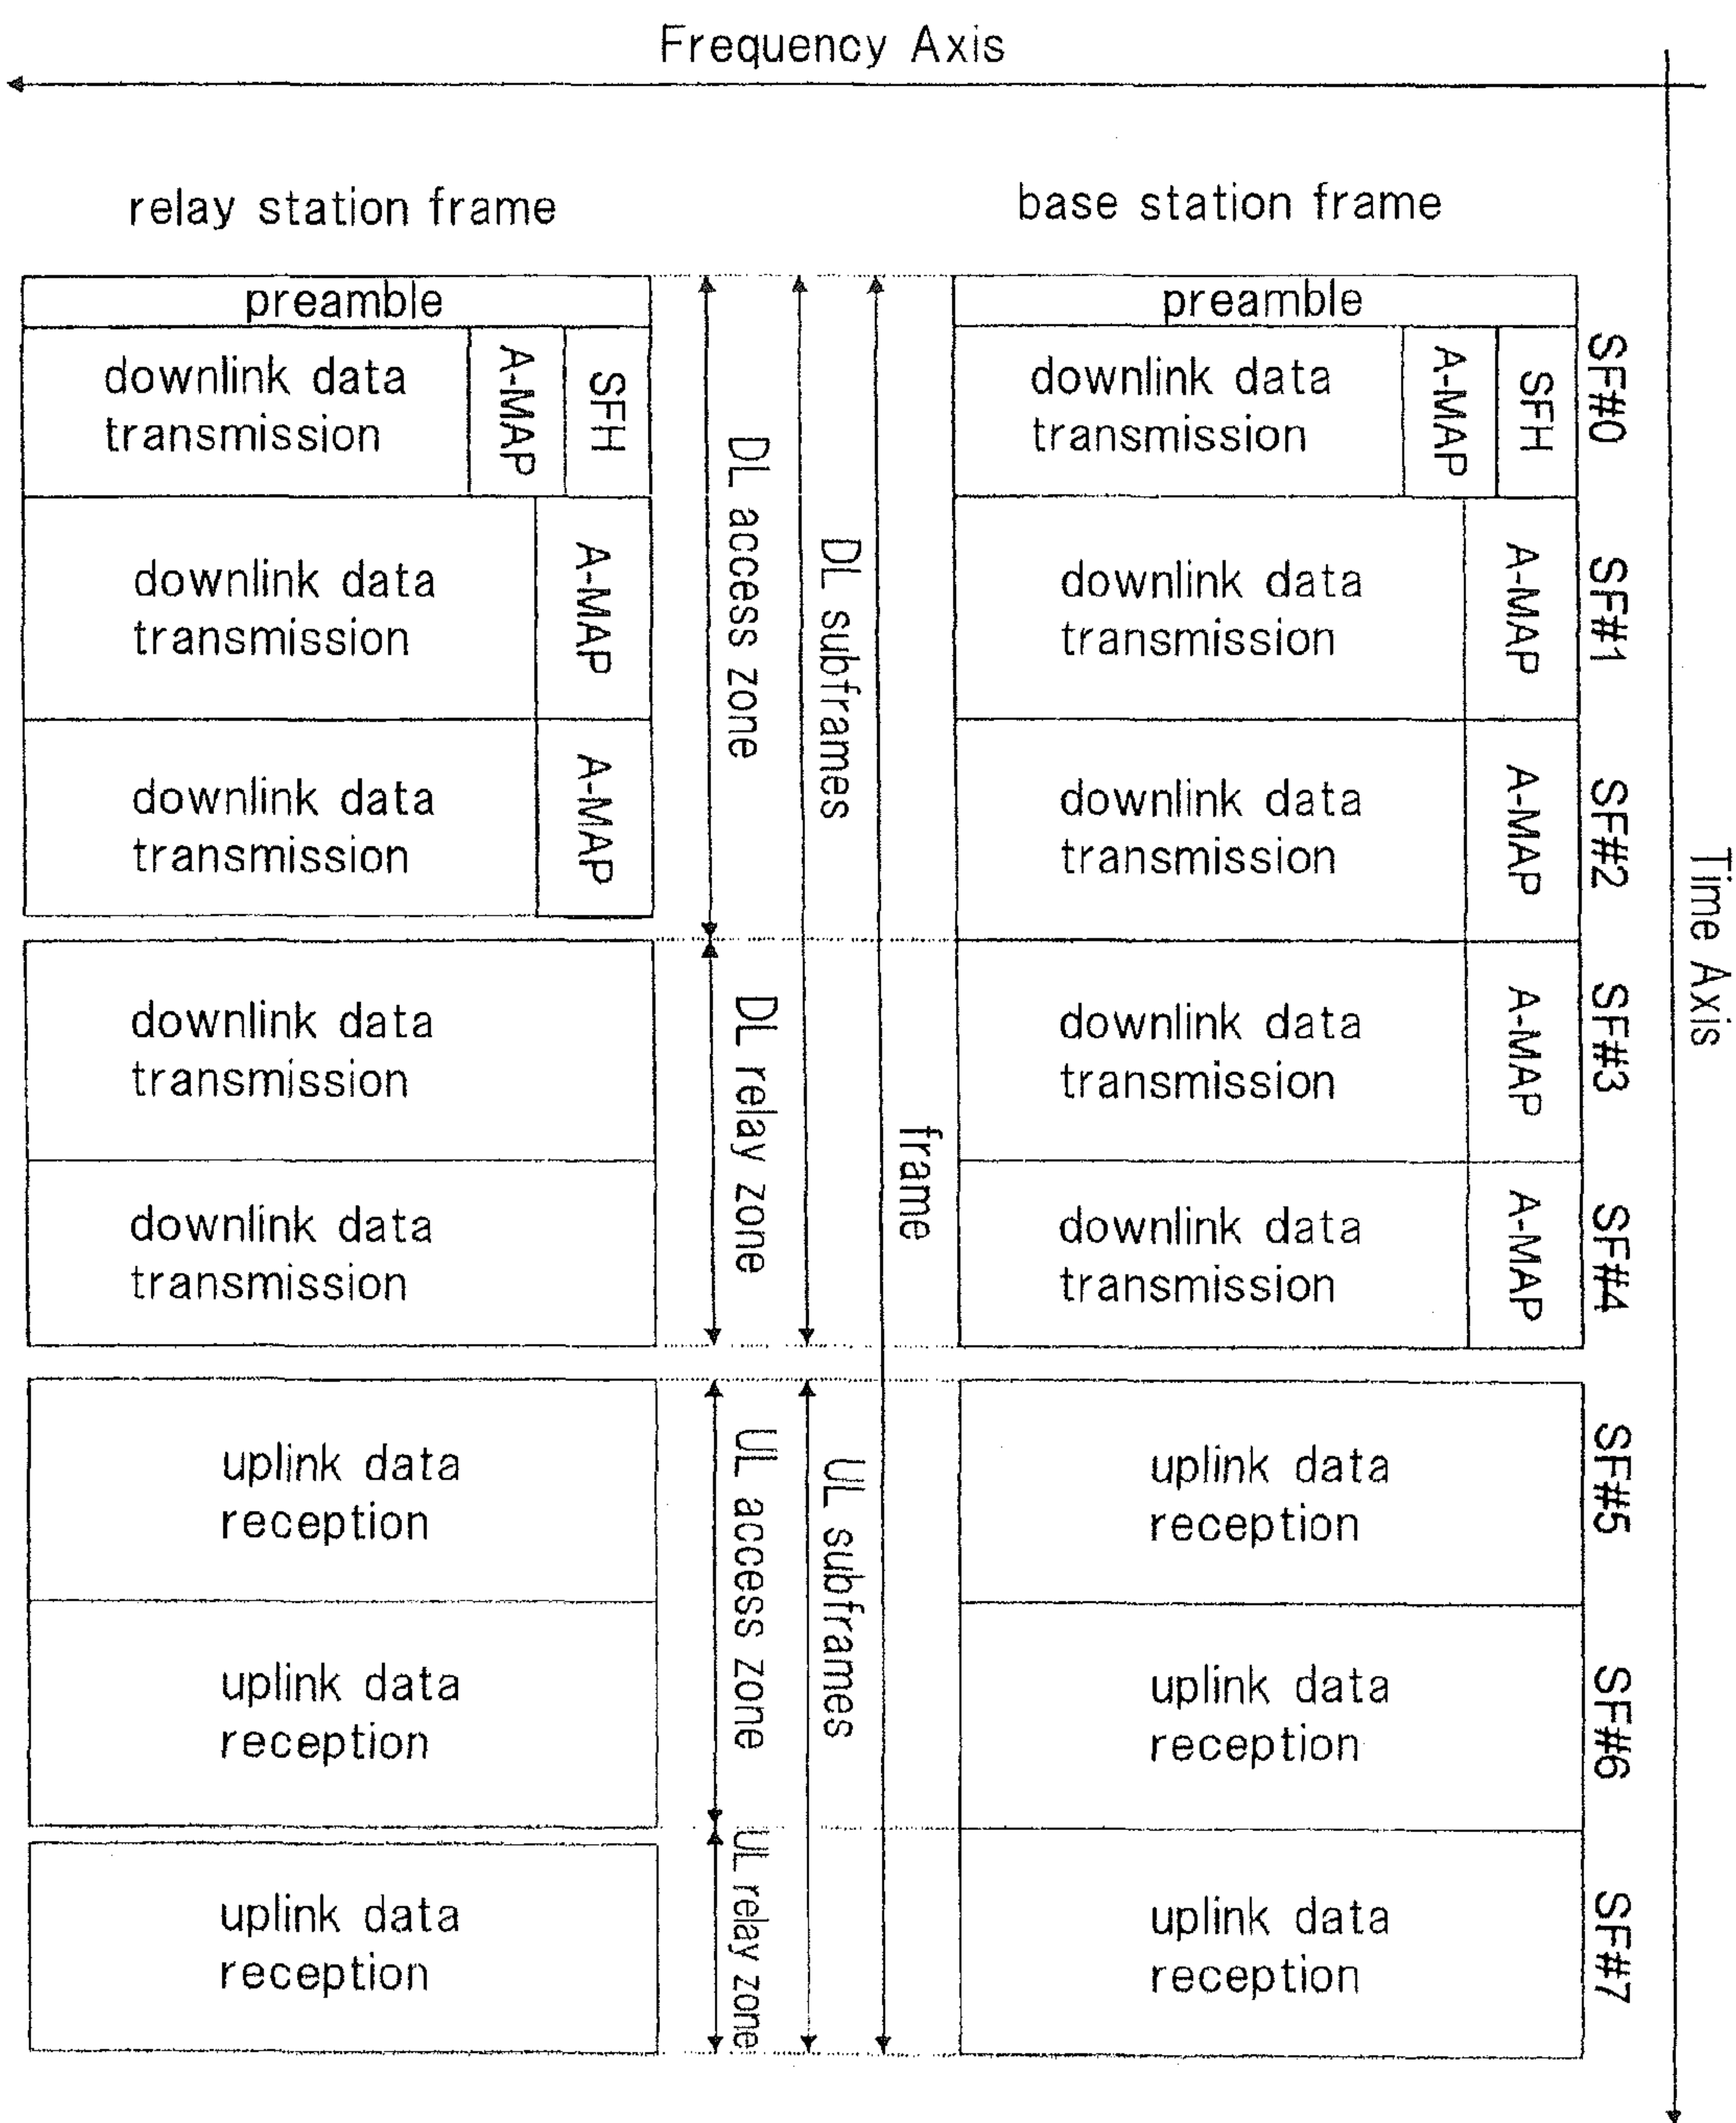 Frequency Axis
Time Axis
relay station frame
base station frame
preamble
downlink data
transmission
A-MAP
SFH
downlink data
transmission
A-MAP
downlink data
transmission
A-MAP
downlink data
transmission
downlink data
transmission
uplink data
reception
uplink data
reception
uplink data
reception
DL access zone
DL relay zone
UL access zone
UL relay zone
DL subframes
UL subframes
frame
preamble
downlink data
transmission
A-MAP
SFH
SF#0
downlink data
transmission
A-MAP
SF#1
downlink data
transmission
A-MAP
SF#2
downlink data
transmission
A-MAP
SF#3
downlink data
transmission
A-MAP
SF#4
uplink data
reception
SF#5
uplink data
reception
SF#6
uplink data
reception
SF#7